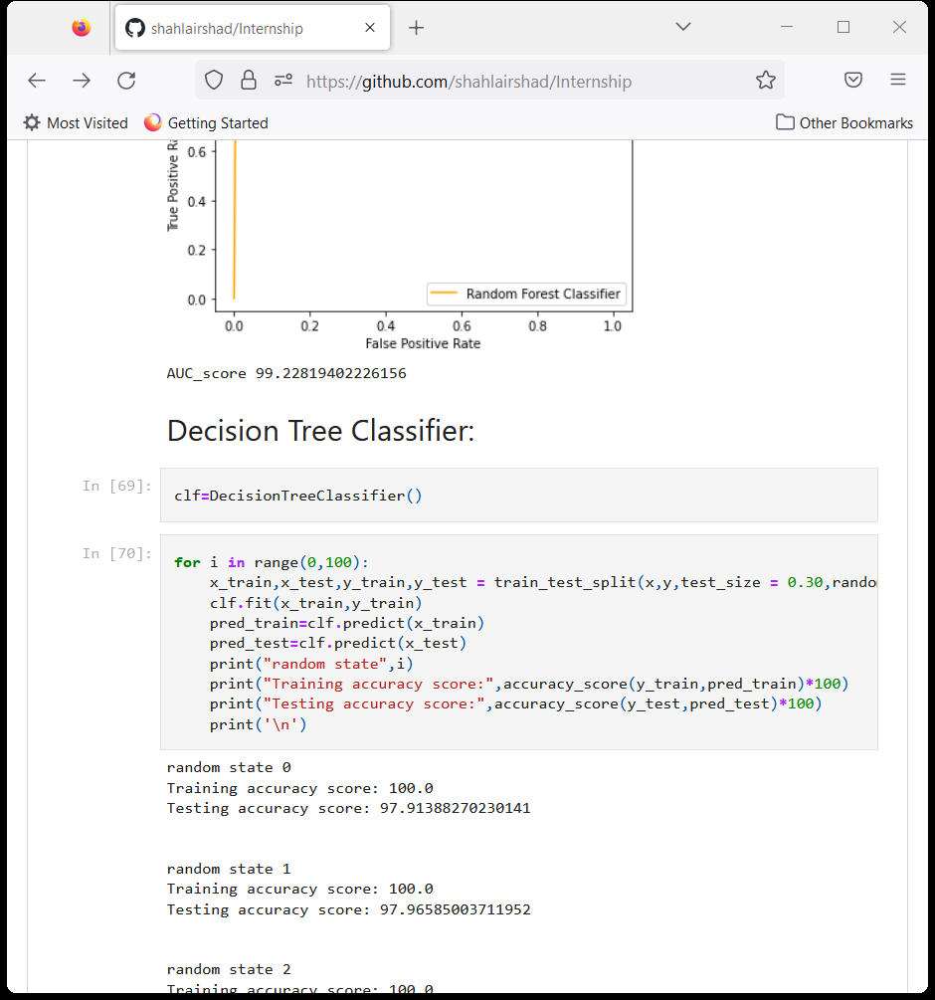 shahlairshad/Internship
https://github.com/shahlairshad/Internship
Most Visited
Getting Started
Other Bookmarks
0.6
0.4
0.2
0.0
0.0 0.2 0.4 0.6 0.8 1.0
True Positive Ra
False Positive Rate
Random Forest Classifier
AUC_score 99.22819402226156
Decision Tree Classifier:
In [69]:
clf=DecisionTreeClassifier()
In [70]:
for i in range(0,100):
    x_train,x_test,y_train,y_test = train_test_split(x,y,test_size = 0.30,rando
    clf.fit(x_train,y_train)
    pred_train=clf.predict(x_train)
    pred_test=clf.predict(x_test)
    print("random state",i)
    print("Training accuracy score:",accuracy_score(y_train,pred_train)*100)
    print("Testing accuracy score:",accuracy_score(y_test,pred_test)*100)
    print('\n')
random state 0
Training accuracy score: 100.0
Testing accuracy score: 97.91388270230141
random state 1
Training accuracy score: 100.0
Testing accuracy score: 97.96585003711952
random state 2
Training accuracy score: 100.0